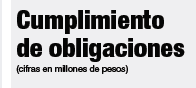 Cumplimiento
de obligaciones
(cifras en millones de pesos)